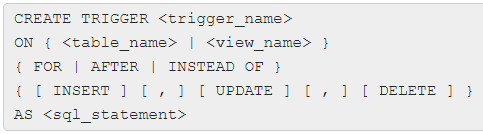 CREATE TRIGGER <trigger_name>
ON { <table_name> | <view_name> }
{ FOR | AFTER | INSTEAD OF }
{ [ INSERT ] [ , ] [ UPDATE ] [ , ] [ DELETE ] }
AS <sql_statement>